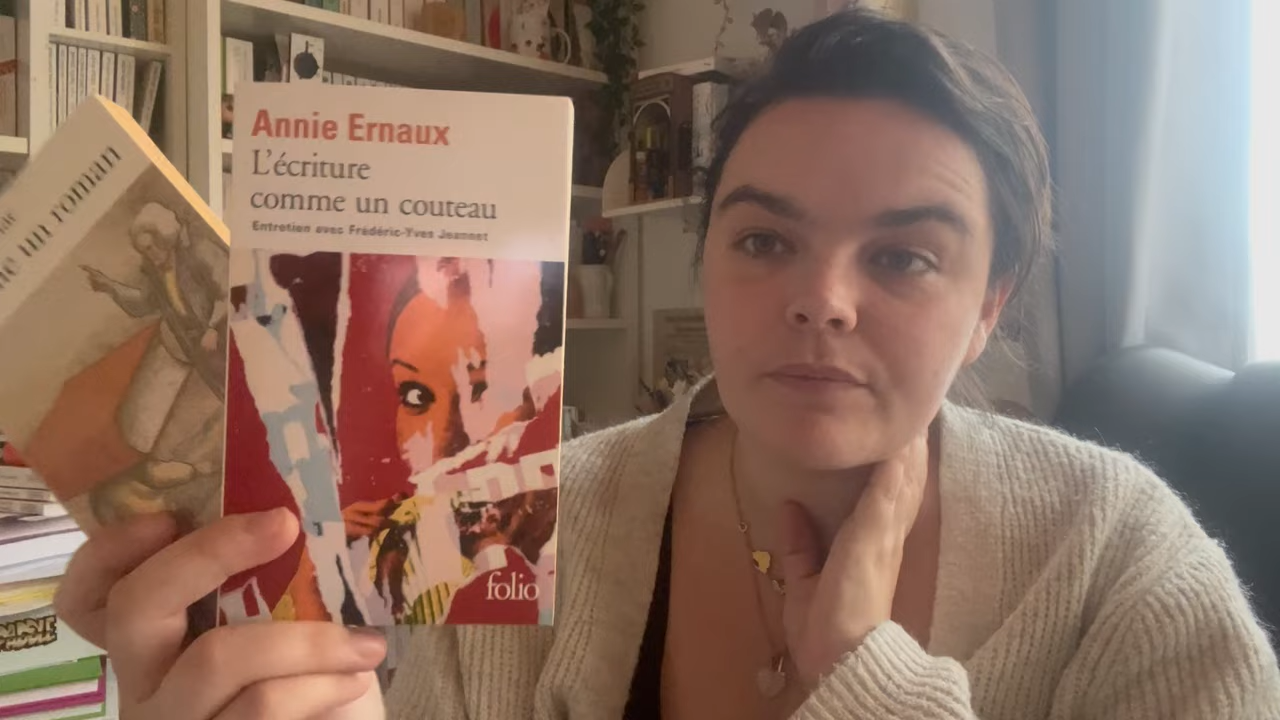 Annie Ernaux
L'écriture
comme un couteau
Entretien avec Frédéric-Yves Jeannet
folio
un roman